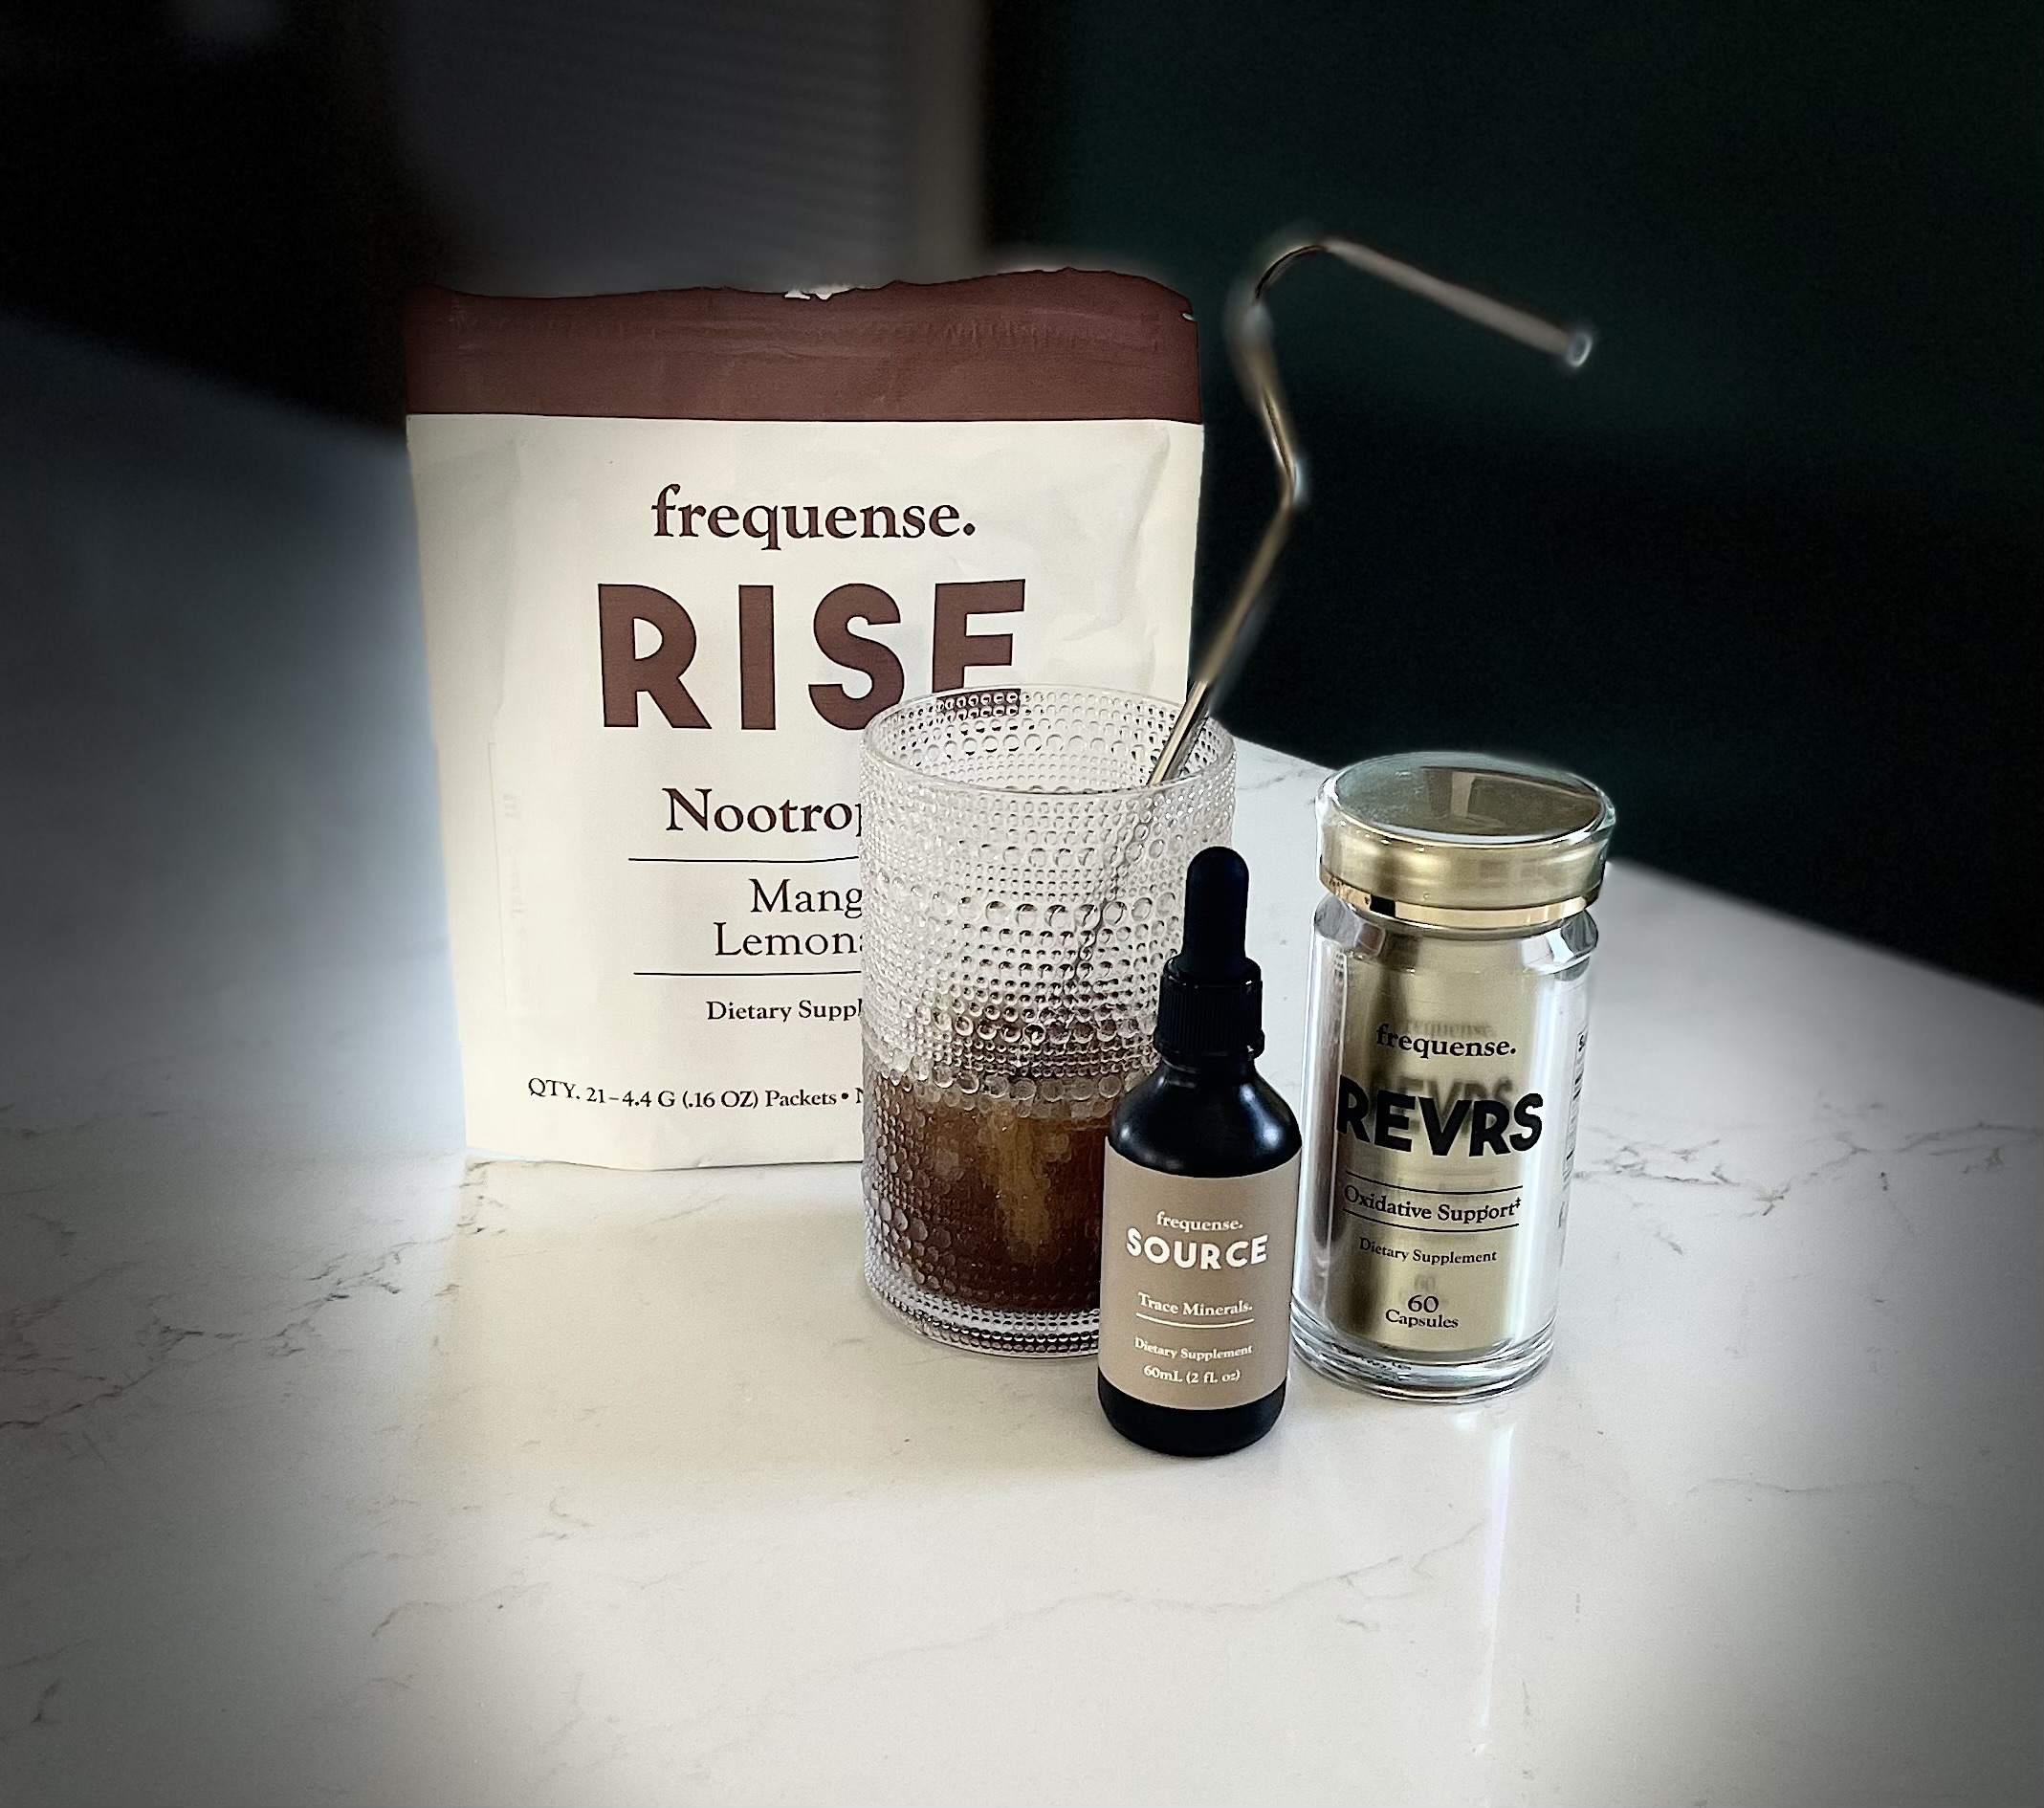 frequense.
RISE
Nootrop
Mang
Lemona
Dietary Suppl
QTY. 21-4.4 G (.16 OZ) Packets •
frequense.
SOURCE
Trace Minerals.
Dietary Supplement
60mL (2 fl. oz)
frequense.
REVRS
Oxidative Support‡
Dietary Supplement
60
Capsules